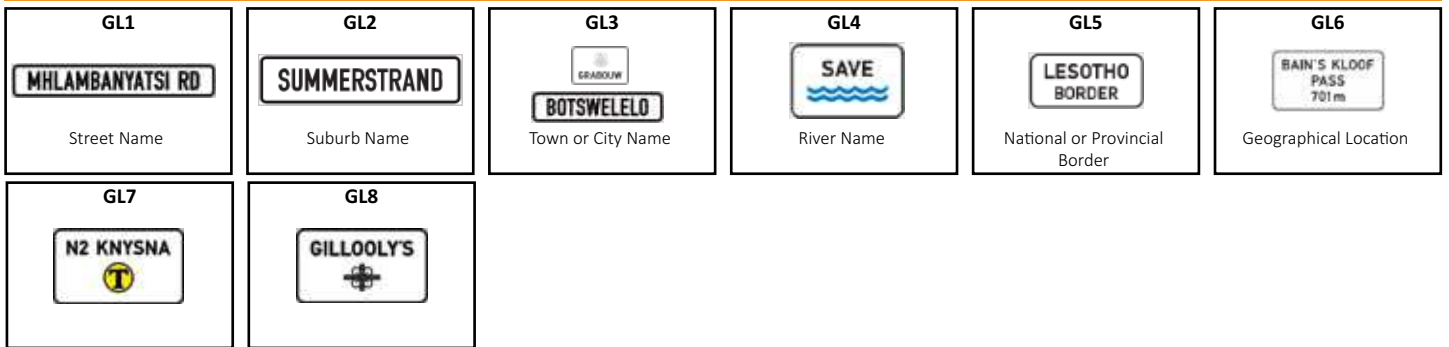 GL1
MHLAMBANYATSI RD
Street Name
GL2
SUMMERSTRAND
Suburb Name
GL3
GRABOUW
BOTSWELELO
Town or City Name
GL4
SAVE
River Name
GL5
LESOTHO
BORDER
National or Provincial
Border
GL6
BAIN'S KLOOF
PASS
701m
Geographical Location
GL7
N2 KNYSNA
T
GL8
GILLOOLY'S